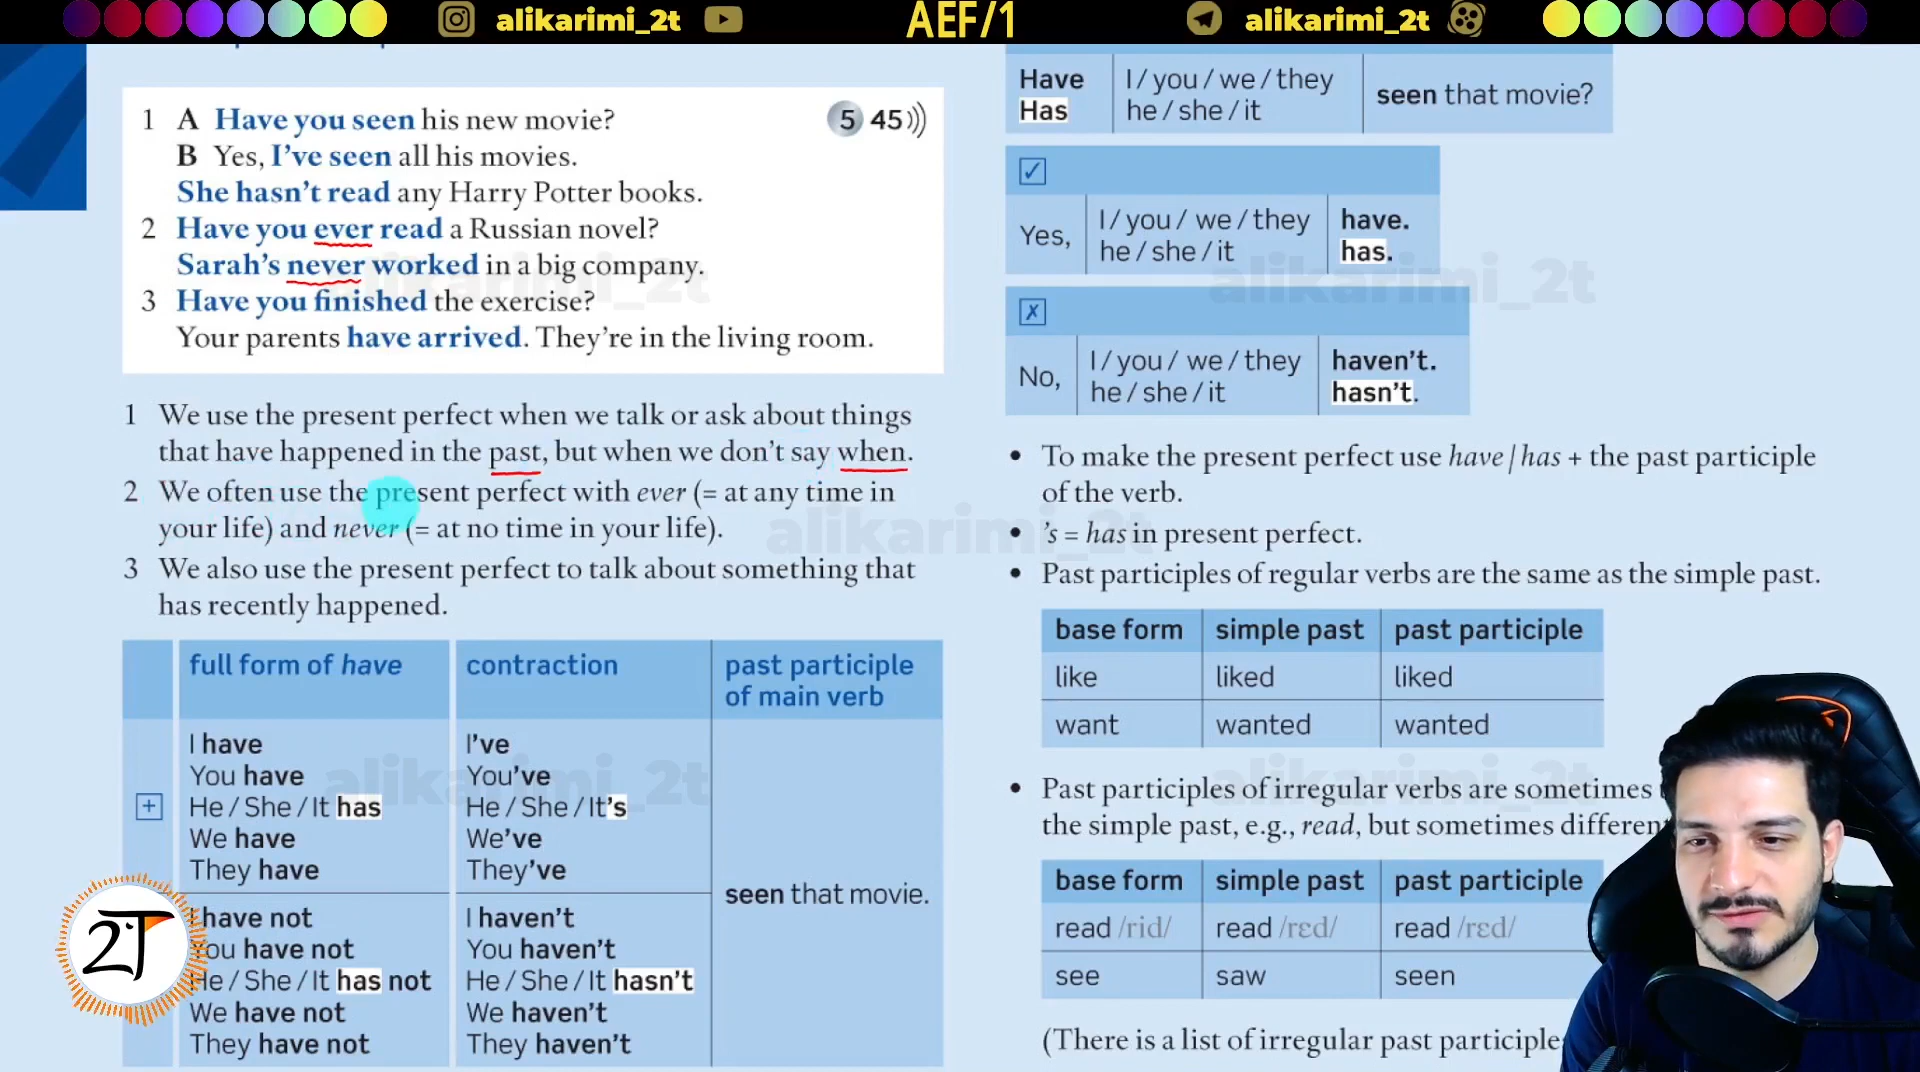 alikarimi_2t
AEF/1
alikarimi_2t
1 A Have you seen his new movie?
5 45
B Yes, I've seen all his movies.
She hasn't read any Harry Potter books.
2 Have you ever read a Russian novel?
Sarah's never worked in a big company.
3 Have you finished the exercise?
Your parents have arrived. They're in the living room.
1 We use the present perfect when we talk or ask about things
that have happened in the past, but when we don't say when.
2 We often use the present perfect with ever (= at any time in
your life) and never (= at no time in your life).
3 We also use the present perfect to talk about something that
has recently happened.
full form of have
contraction
past participle
of main verb
+
I have
You have
He / She / It has
We have
They have
I've
You've
He / She / It's
We've
They've
seen that movie.
I have not
You have not
He / She / It has not
We have not
They have not
I haven't
You haven't
He / She / It hasn't
We haven't
They haven't
2T
Have
Has
I / you / we / they
he / she / it
seen that movie?
✓
Yes,
I / you / we / they
he / she / it
have.
has.
✗
No,
I / you / we / they
he / she / it
haven't.
hasn't.
• To make the present perfect use have / has + the past participle
of the verb.
• 's = has in present perfect.
• Past participles of regular verbs are the same as the simple past.
base form simple past past participle
like liked liked
want wanted wanted
• Past participles of irregular verbs are sometimes
the simple past, e.g., read, but sometimes different
base form simple past past participle
read /rid/ read /rɛd/ read /rɛd/
see saw seen
(There is a list of irregular past participle
alikarimi_2t
alikarimi_2t
alikarimi_2t
alikarimi_2t
alikarimi_2t